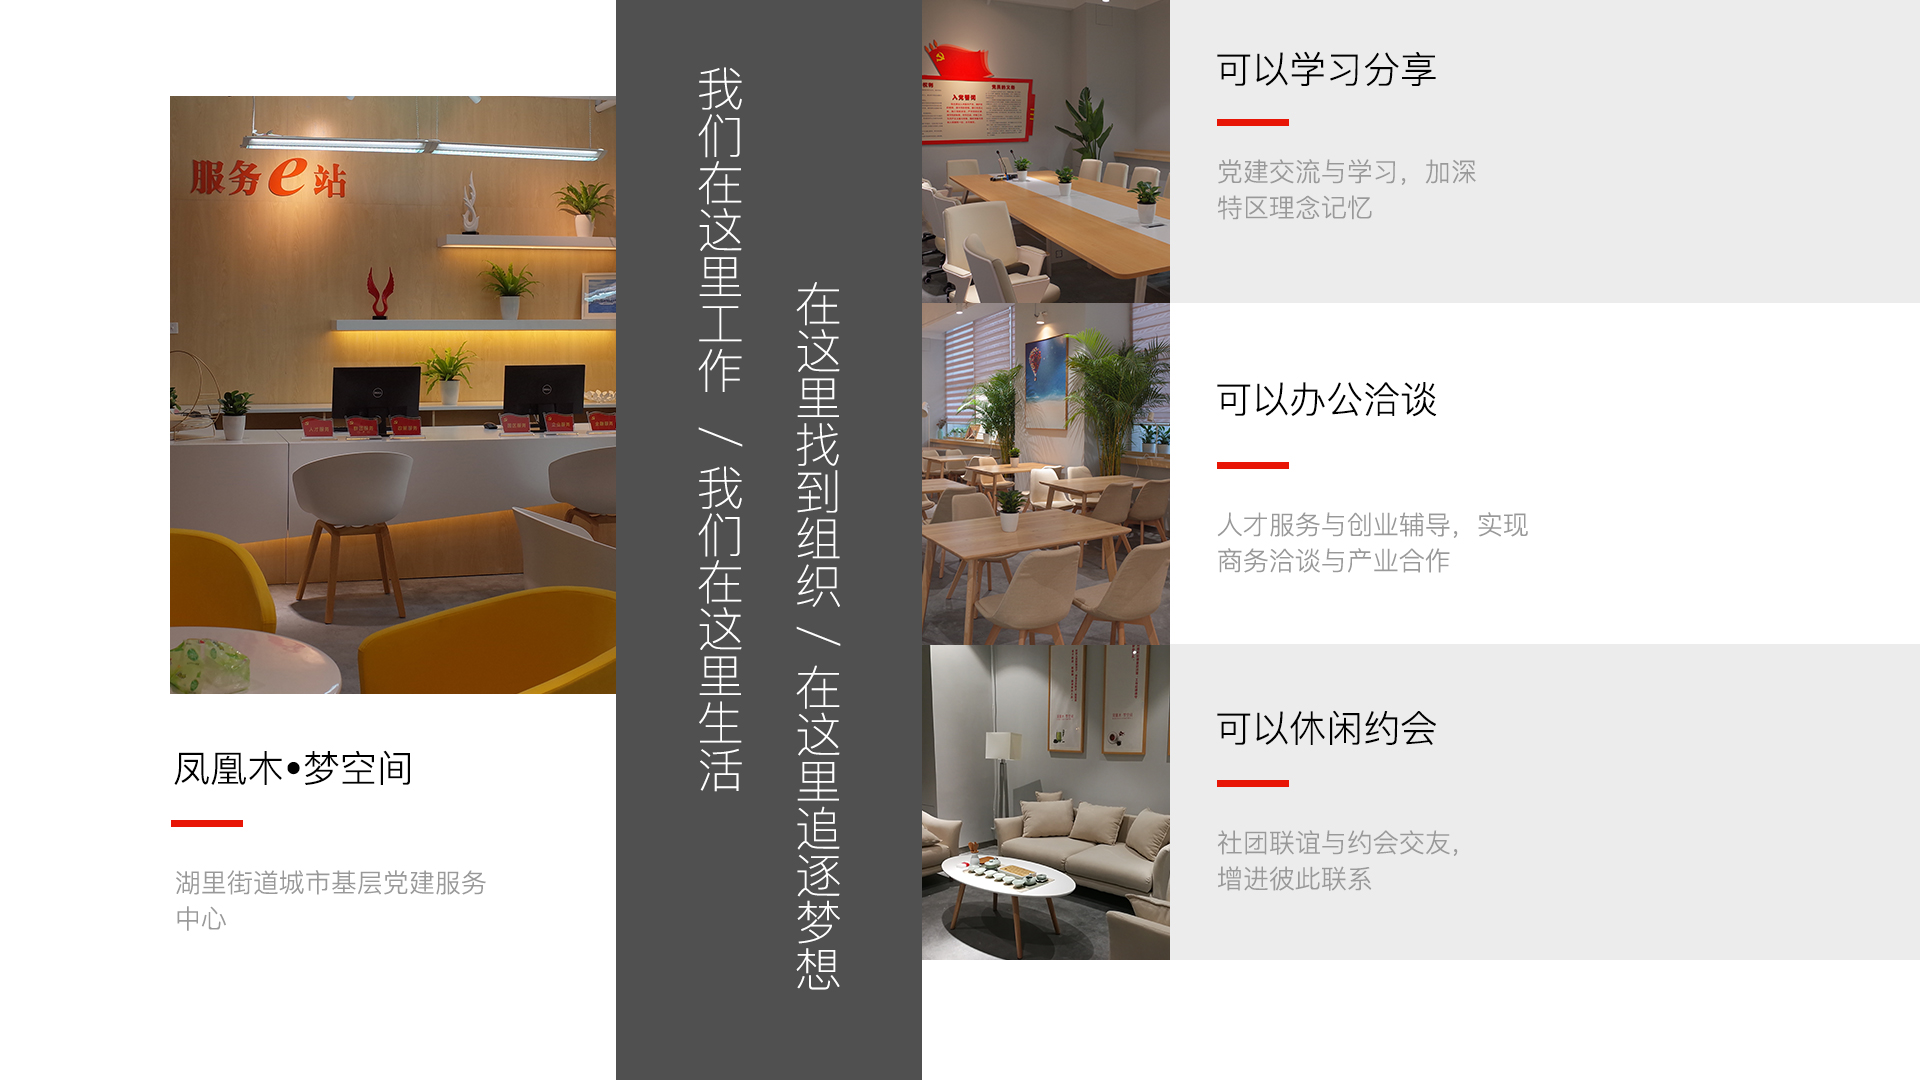 服务e站
凤凰木•梦空间
湖里街道城市基层党建服务
中心
我们在这里工作 / 我们在这里生活
在这里找到组织 / 在这里追逐梦想
入党誓词
可以学习分享
党建交流与学习，加深
特区理念记忆
可以办公洽谈
人才服务与创业辅导，实现
商务洽谈与产业合作
可以休闲约会
社团联谊与约会交友，
增进彼此联系